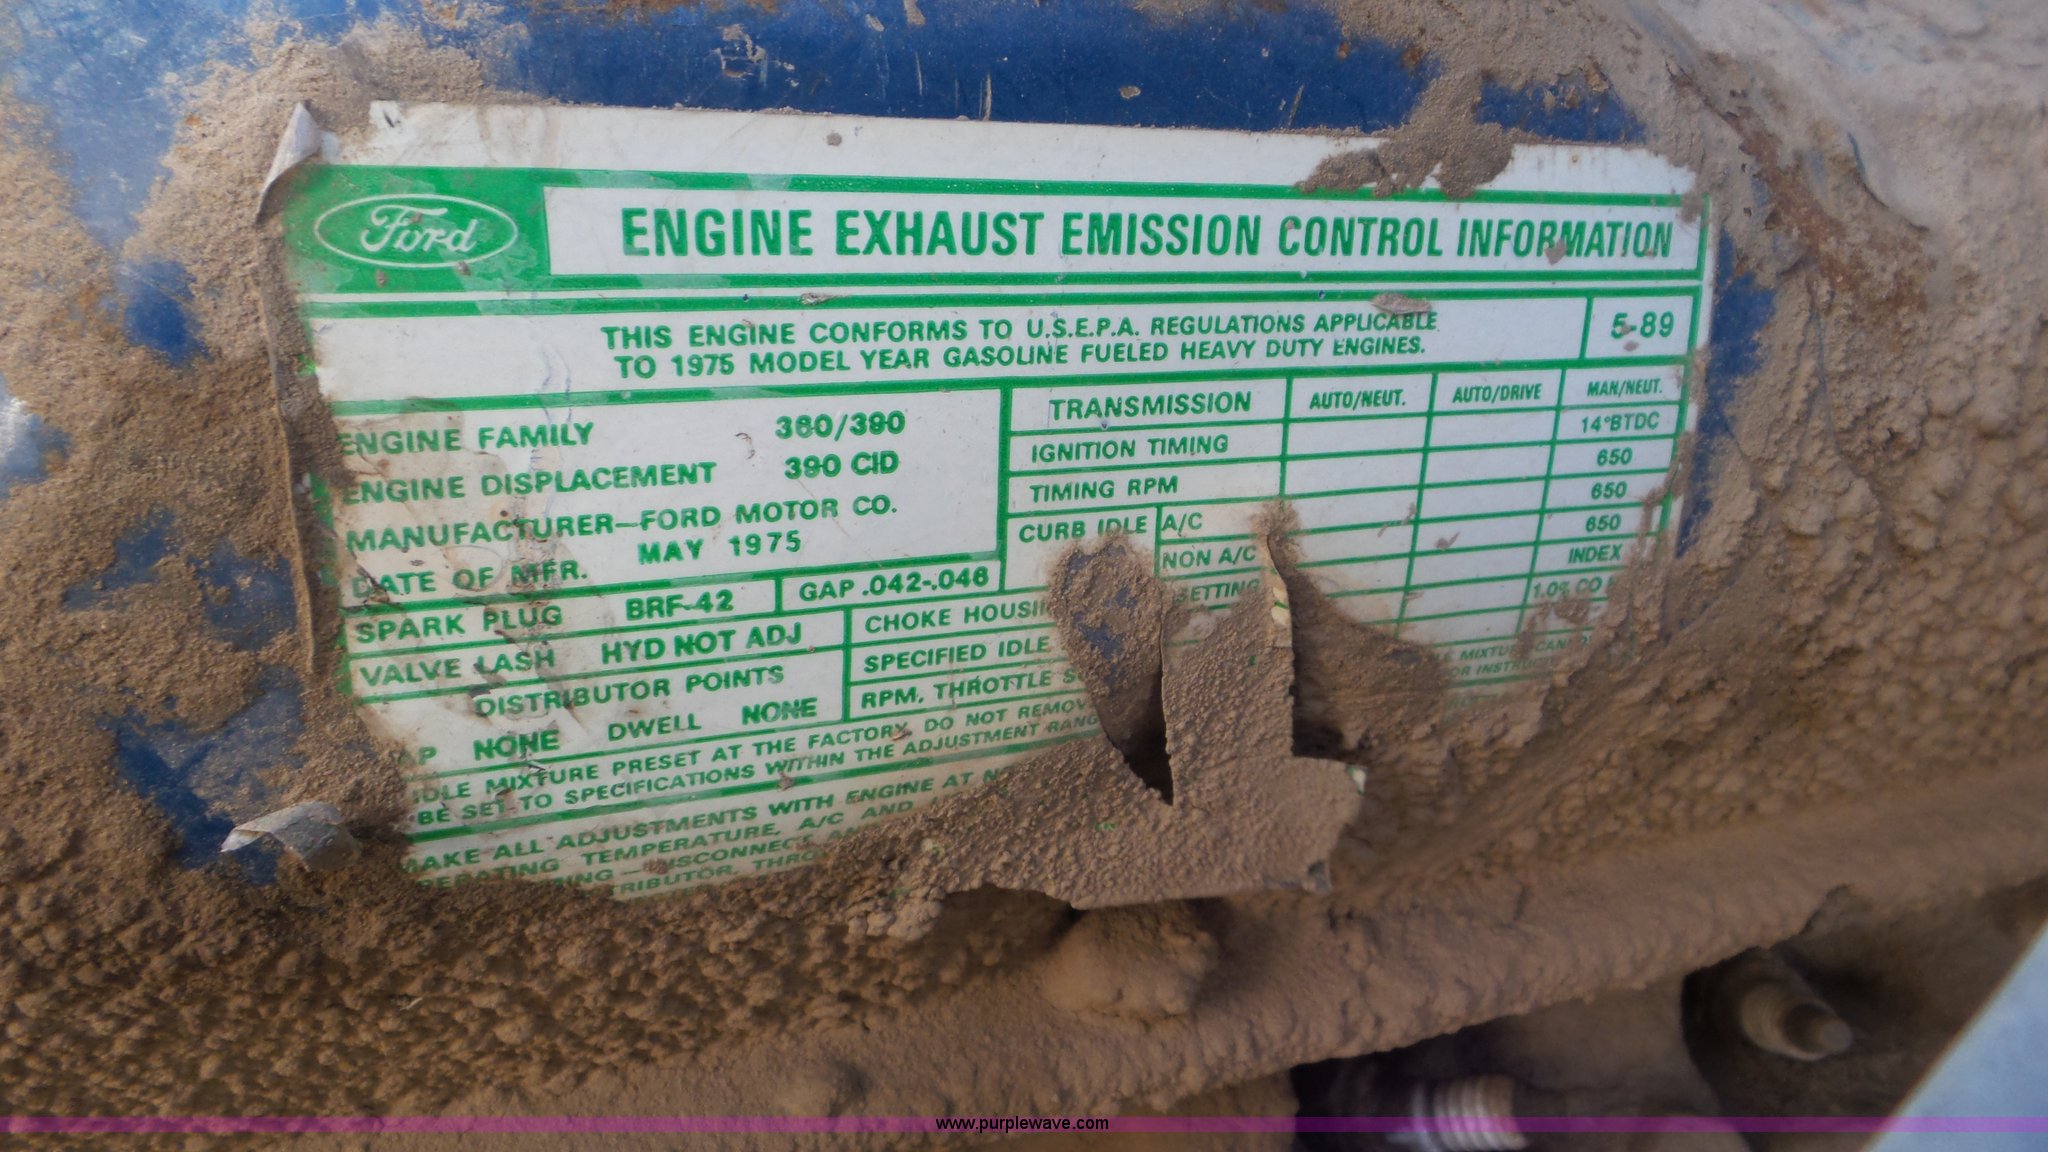 Ford
ENGINE EXHAUST EMISSION CONTROL INFORMATION
THIS ENGINE CONFORMS TO U.S.E.P.A. REGULATIONS APPLICABLE
TO 1975 MODEL YEAR GASOLINE FUELED HEAVY DUTY ENGINES.
5-89
ENGINE FAMILY 360/390
ENGINE DISPLACEMENT 390 CID
MANUFACTURER—FORD MOTOR CO.
DATE OF MFR. MAY 1975
SPARK PLUG BRF-42 GAP .042-.046
VALVE LASH HYD NOT ADJ
DISTRIBUTOR POINTS
NONE DWELL NONE
TRANSMISSION AUTO/NEUT. AUTO/DRIVE MAN/NEUT.
IGNITION TIMING 14°BTDC
TIMING RPM 650
CURB IDLE A/C 650
NON A/C 650
SETTING INDEX
CHOKE
SPECIFIED IDLE 1.0% CO
RPM, THROTTLE
IDLE MIXTURE PRESET AT THE FACTORY. DO NOT
BE SET TO SPECIFICATIONS WITHIN THE ADJUSTMENT
MAKE ALL ADJUSTMENTS WITH ENGINE AT
TEMPERATURE, A/C AND
www.purplewave.com